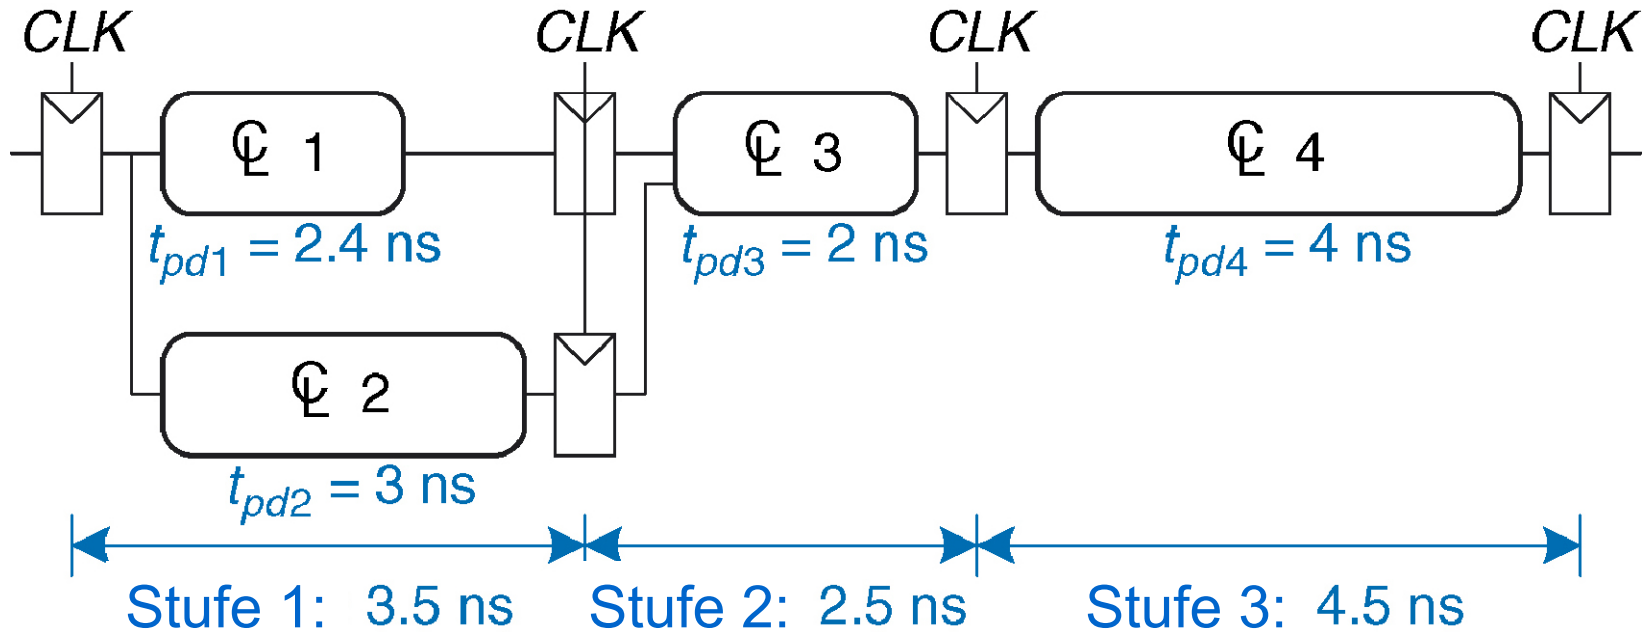 CLK CLK CLK CLK
CL 1 CL 3 CL 4
tpd1 = 2.4 ns tpd3 = 2 ns tpd4 = 4 ns
CL 2
tpd2 = 3 ns
Stufe 1: 3.5 ns Stufe 2: 2.5 ns Stufe 3: 4.5 ns